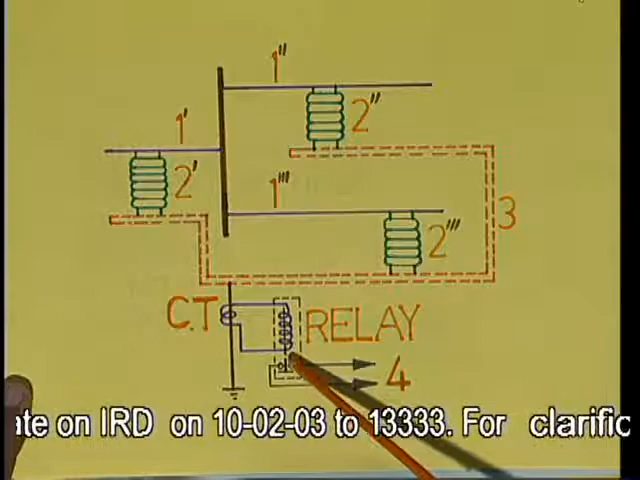 1"
2"
1'
2'
1'''
2'''
3
C.T
RELAY
4
ate on IRD on 10-02-03 to 13333. For clarific